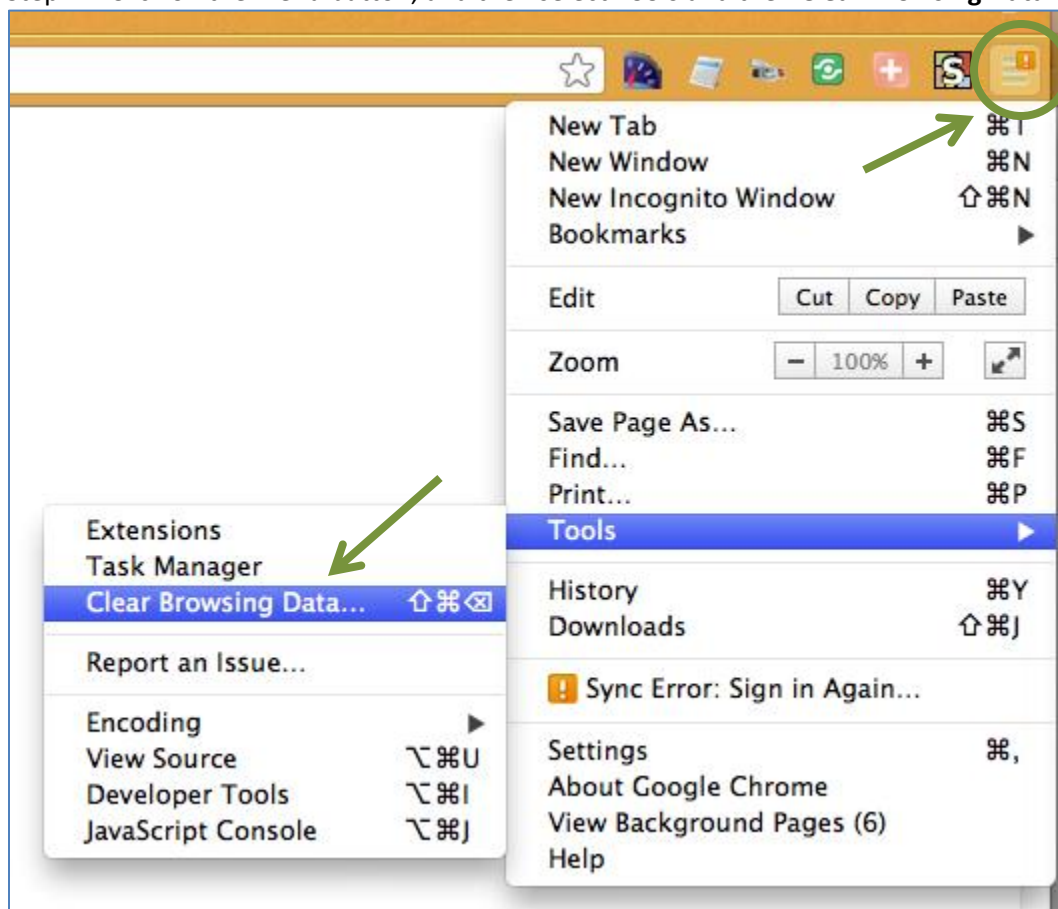 New Tab ⌘T
New Window ⌘N
New Incognito Window ⇧⌘N
Bookmarks ▶
Edit Cut Copy Paste
Zoom − 100% +
Save Page As... ⌘S
Find... ⌘F
Print... ⌘P
Tools ▶
History ⌘Y
Downloads ⇧⌘J
Sync Error: Sign in Again...
Settings ⌘,
About Google Chrome
View Background Pages (6)
Help
Extensions
Task Manager
Clear Browsing Data... ⇧⌘⌫
Report an Issue...
Encoding ▶
View Source ⌥⌘U
Developer Tools ⌥⌘I
JavaScript Console ⌥⌘J